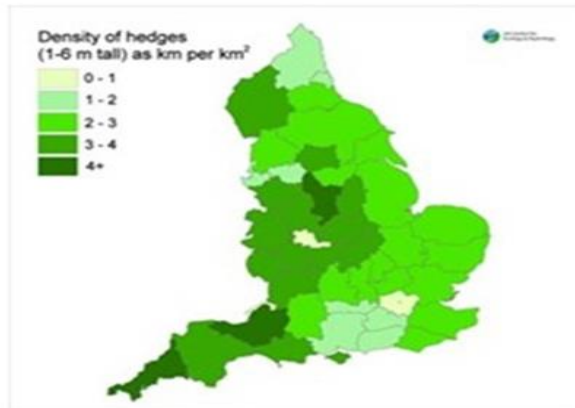 Density of hedges
(1-6 m tall) as km per km²
0 - 1
1 - 2
2 - 3
3 - 4
4+